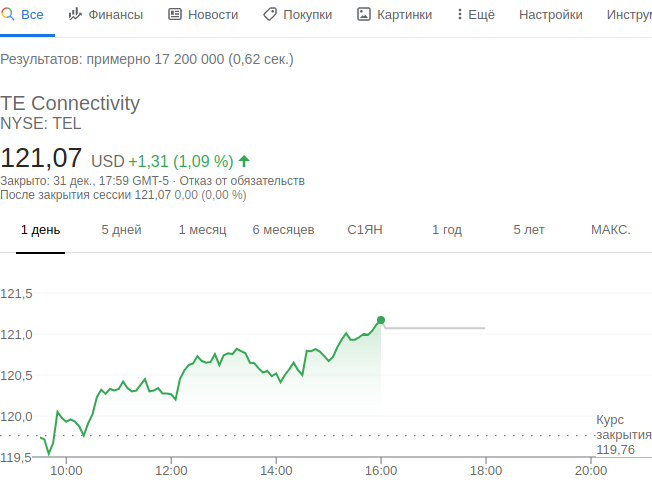 Все Финансы Новости Покупки Картинки Ещё Настройки
Результатов: примерно 17 200 000 (0,62 сек.)
TE Connectivity
NYSE: TEL
121,07 USD +1,31 (1,09 %)
Закрыто: 31 дек., 17:59 GMT-5 · Отказ от обязательств
После закрытия сессии 121,07 0,00 (0,00 %)
1 день 5 дней 1 месяц 6 месяцев С1ЯН 1 год 5 лет МАКС.
121,5
121,0
120,5
120,0
Курс
закрытия
119,76
119,5
10:00 12:00 14:00 16:00 18:00 20:00